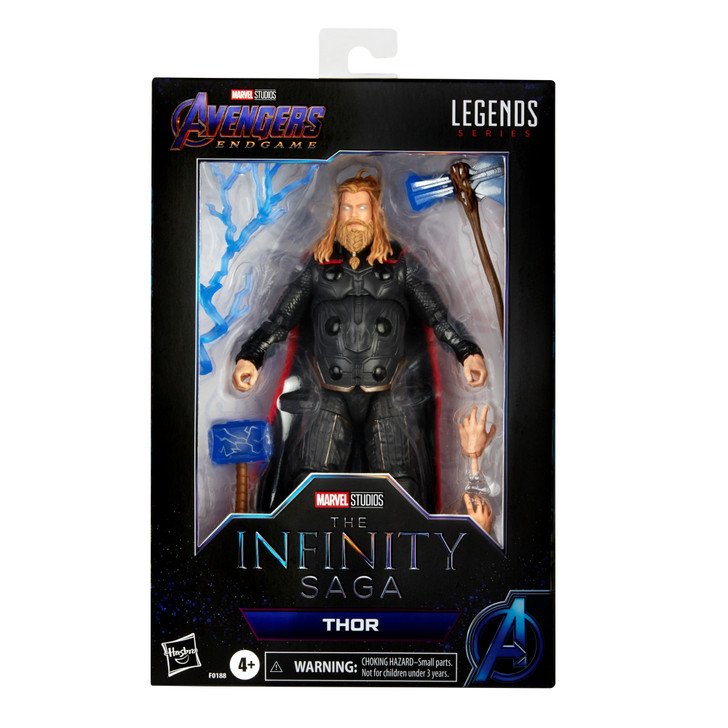 MARVEL STUDIOS
AVENGERS
ENDGAME
LEGENDS
SERIES
MARVEL STUDIOS
THE
INFINITY
SAGA
THOR
Hasbro
F0188
4+
WARNING: CHOKING HAZARD–Small parts.
Not for children under 3 years.